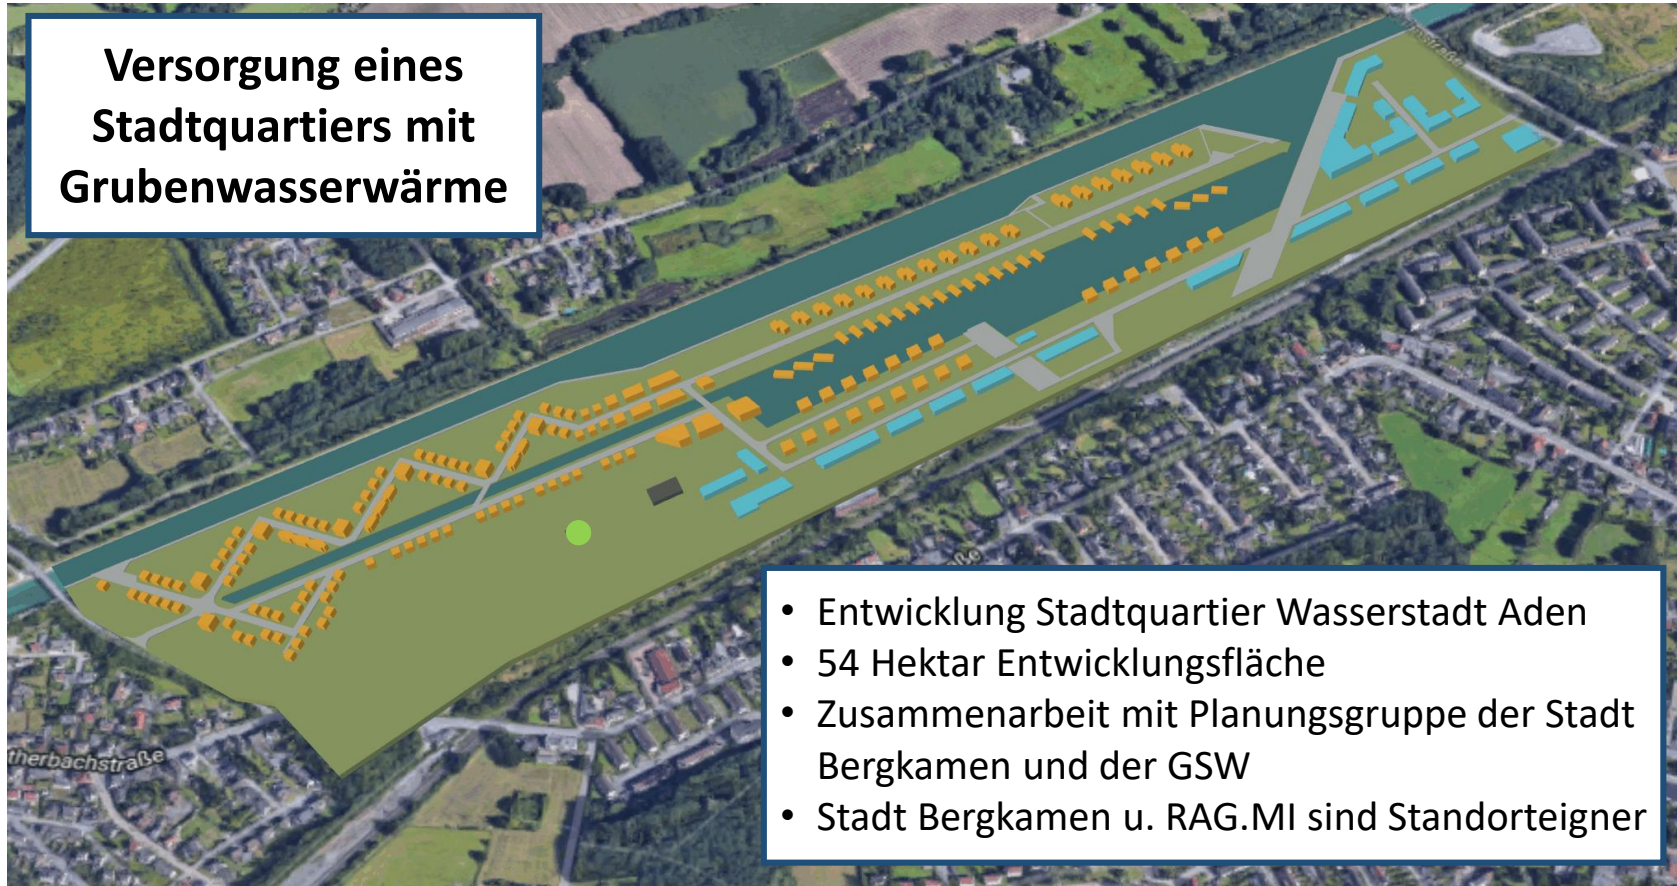 Versorgung eines
Stadtquartiers mit
Grubenwasserwärme
• Entwicklung Stadtquartier Wasserstadt Aden
• 54 Hektar Entwicklungsfläche
• Zusammenarbeit mit Planungsgruppe der Stadt
Bergkamen und der GSW
• Stadt Bergkamen u. RAG.MI sind Standorteigner
therbachstraße